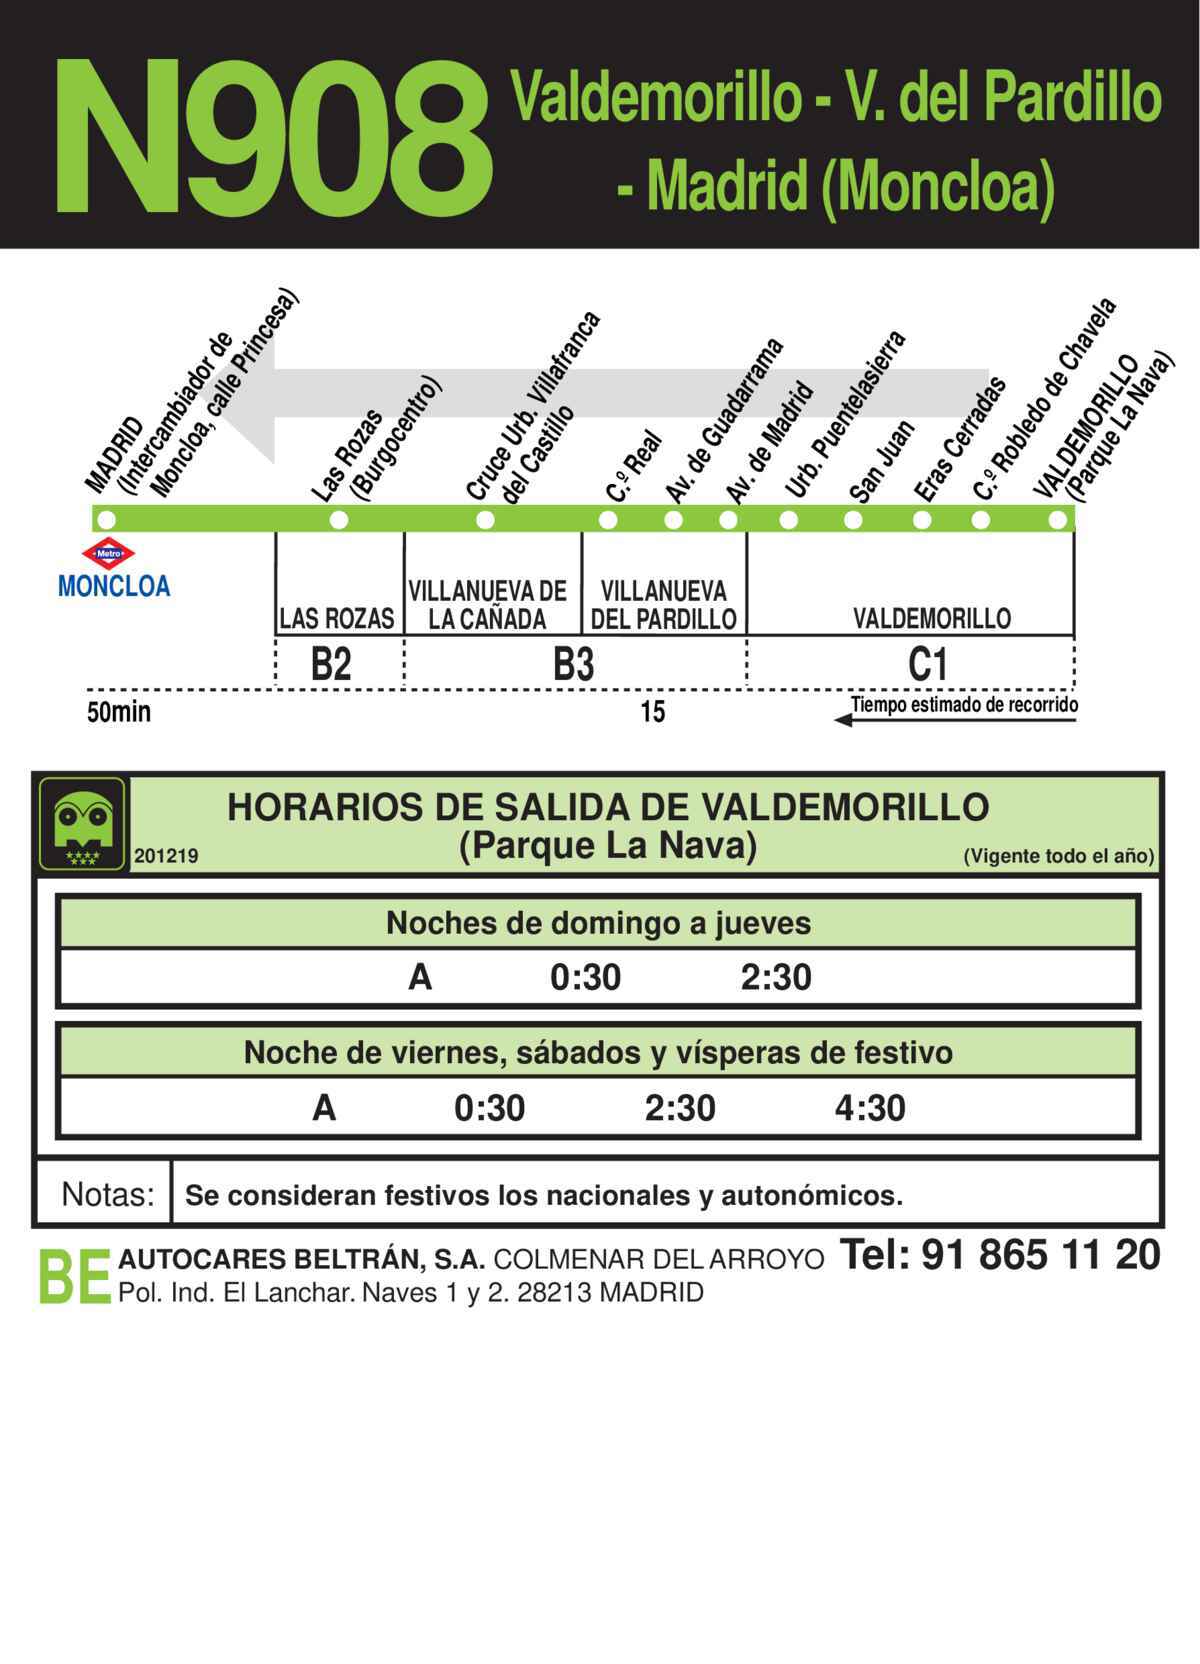 N908
Valdemorillo - V. del Pardillo
- Madrid (Moncloa)
MADRID
(Intercambiador de
Moncloa, calle Princesa)
Las Rozas
(Burgocentro)
Cruce Urb. Villafranca
del Castillo
C.º Real
Av. de Guadarrama
Av. de Madrid
Urb. Puentelasierra
San Juan
Eras Cerradas
C.º Robledo de Chavela
VALDEMORILLO
(Parque La Nava)
Metro
MONCLOA
LAS ROZAS
VILLANUEVA DE
LA CAÑADA
VILLANUEVA
DEL PARDILLO
VALDEMORILLO
B2 B3 C1
50min 15 Tiempo estimado de recorrido
HORARIOS DE SALIDA DE VALDEMORILLO
(Parque La Nava)
201219 (Vigente todo el año)
Noches de domingo a jueves
A 0:30 2:30
Noche de viernes, sábados y vísperas de festivo
A 0:30 2:30 4:30
Notas: Se consideran festivos los nacionales y autonómicos.
BE AUTOCARES BELTRÁN, S.A. COLMENAR DEL ARROYO Tel: 91 865 11 20
Pol. Ind. El Lanchar. Naves 1 y 2. 28213 MADRID